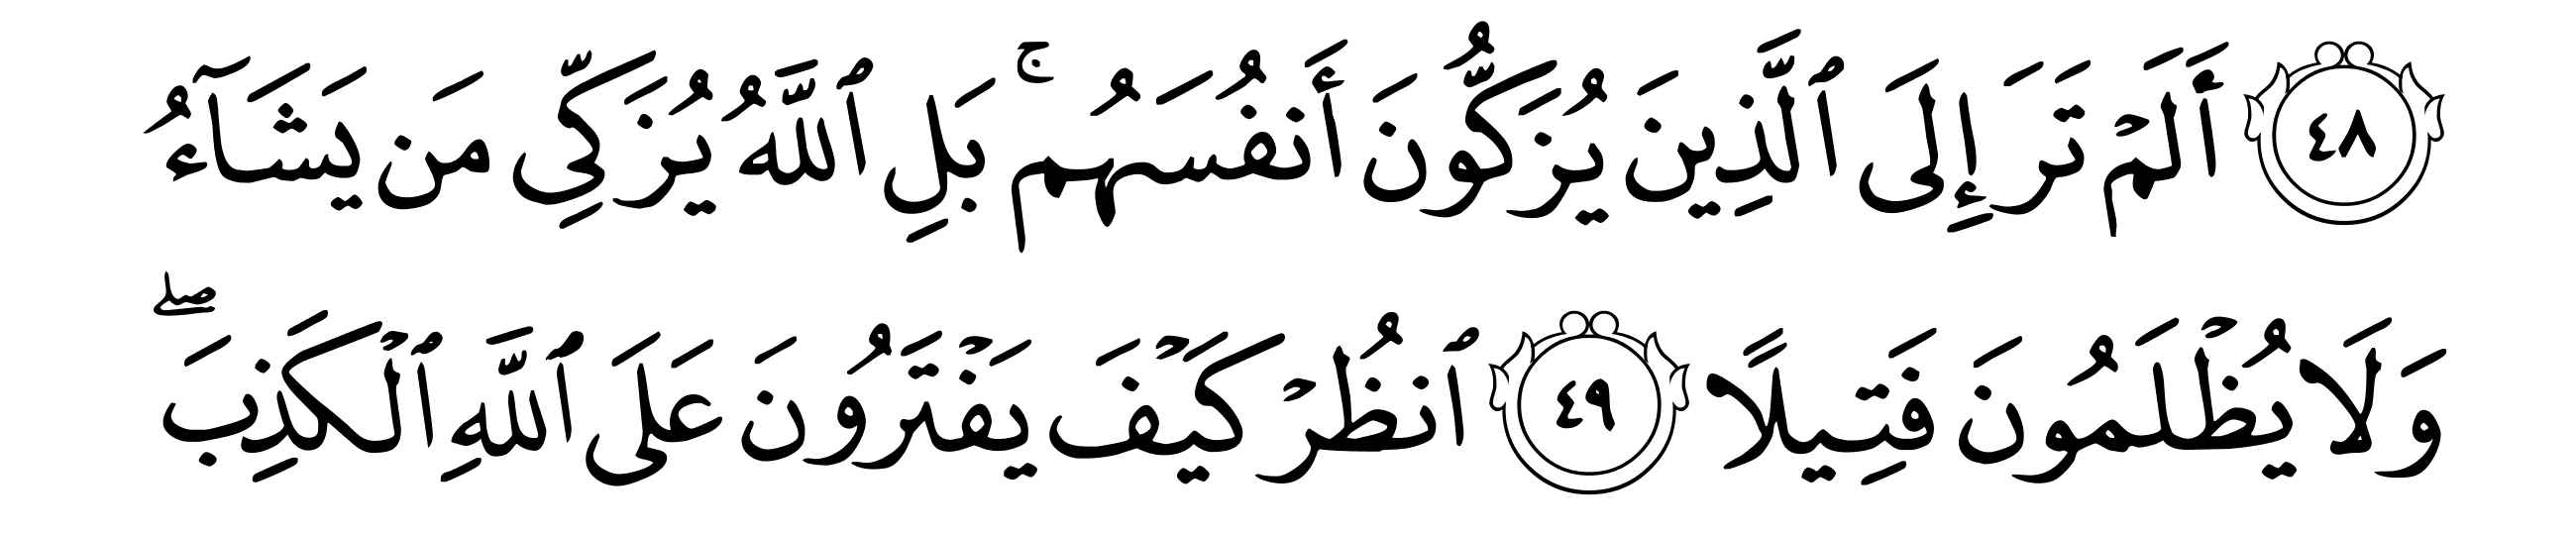 ٤٨ أَلَمۡ تَرَ إِلَى ٱلَّذِينَ يُزَكُّونَ أَنفُسَهُمۚ بَلِ ٱللَّهُ يُزَكِّى مَن يَشَآءُ
وَلَا يُظۡلَمُونَ فَتِيلًا ٤٩ ٱنظُرۡ كَيۡفَ يَفۡتَرُونَ عَلَى ٱللَّهِ ٱلۡكَذِبَۖ